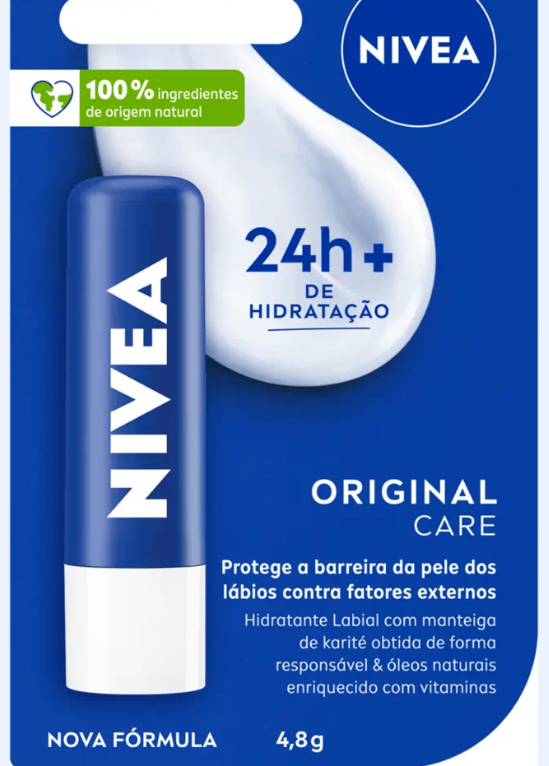 NIVEA
100% ingredientes
de origem natural
24h+
DE
HIDRATAÇÃO
NIVEA
ORIGINAL
CARE
Protege a barreira da pele dos
lábios contra fatores externos
Hidratante Labial com manteiga
de karité obtida de forma
responsável & óleos naturais
enriquecido com vitaminas
NOVA FÓRMULA
4,8g